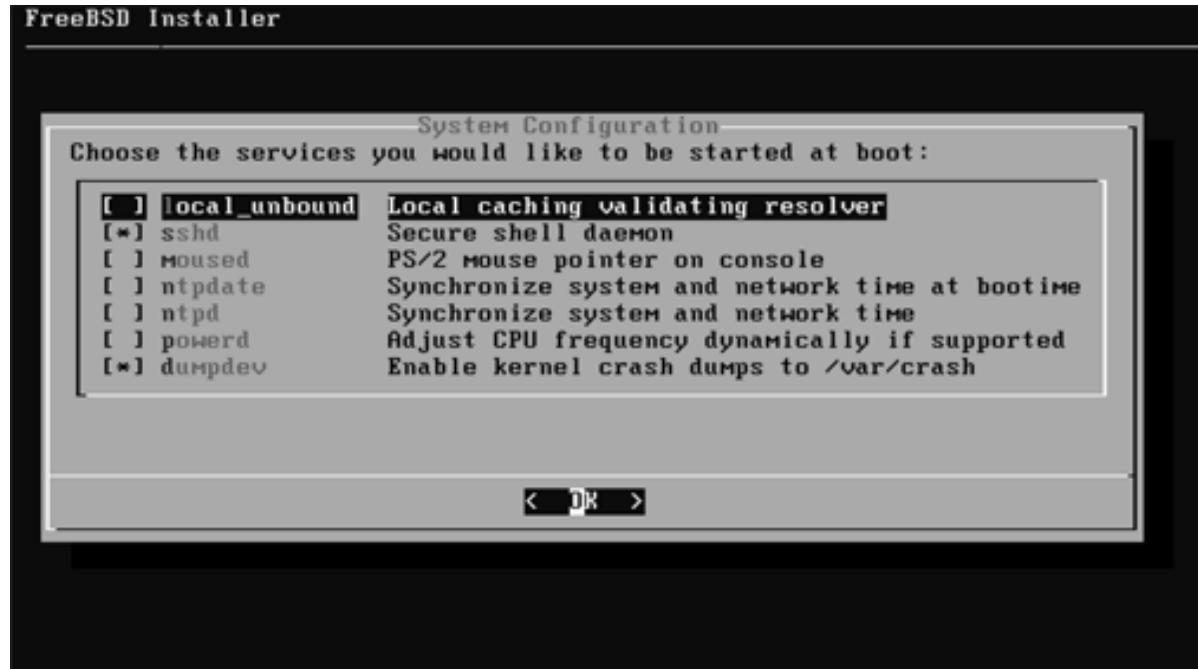 FreeBSD Installer
System Configuration
Choose the services you would like to be started at boot:
[ ] local_unbound Local caching validating resolver
[*] sshd Secure shell daemon
[ ] moused PS/2 mouse pointer on console
[ ] ntpdate Synchronize system and network time at bootime
[ ] ntpd Synchronize system and network time
[ ] powerd Adjust CPU frequency dynamically if supported
[*] dumpdev Enable kernel crash dumps to /var/crash
< OK >